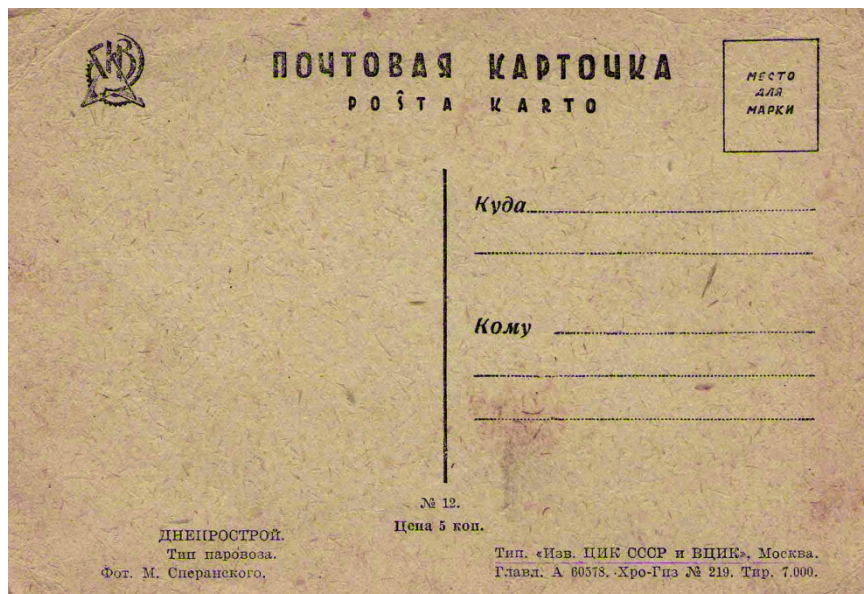 ПОЧТОВАЯ КАРТОЧКА
POŜTA KARTO
МЕСТО
ДЛЯ
МАРКИ
Куда
Кому
№ 12.
Цена 5 коп.
ДНЕПРОСТРОЙ.
Тип паровоза.
Фот. М. Сперанского.
Тип. «Изв. ЦИК СССР и ВЦИК», Москва.
Главл. А 60578. Хро-Гиз № 219. Тир. 7.000.